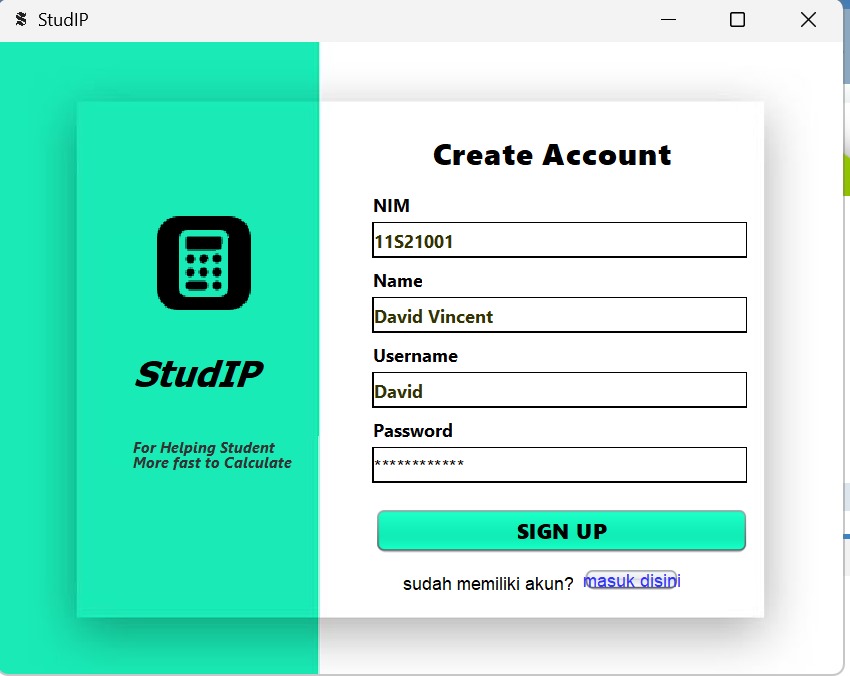 StudIP
Create Account
NIM
11S21001
Name
David Vincent
Username
David
Password
************
SIGN UP
sudah memiliki akun? masuk disini
StudIP
For Helping Student
More fast to Calculate